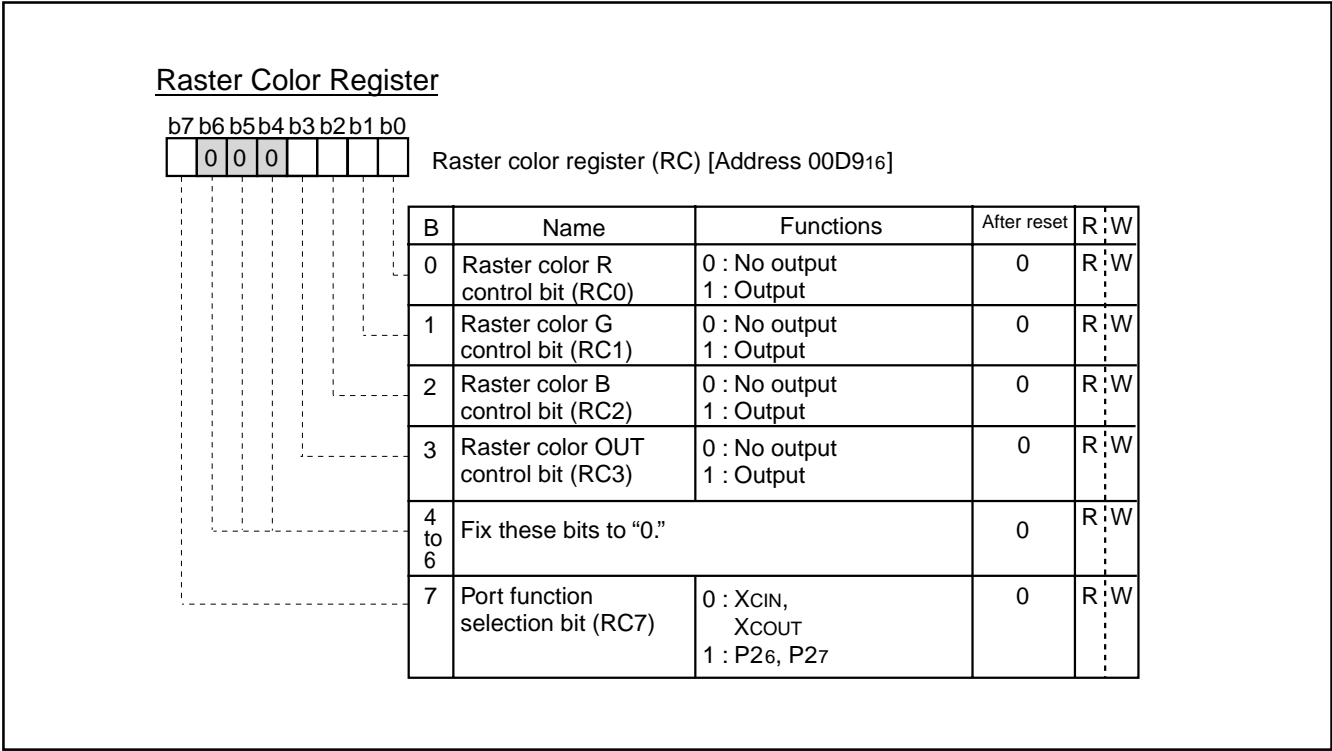 Raster Color Register
b7 b6 b5 b4 b3 b2 b1 b0
0 0 0
Raster color register (RC) [Address 00D916]
B Name Functions After reset R W
0 Raster color R control bit (RC0) 0 : No output 1 : Output 0 R W
1 Raster color G control bit (RC1) 0 : No output 1 : Output 0 R W
2 Raster color B control bit (RC2) 0 : No output 1 : Output 0 R W
3 Raster color OUT control bit (RC3) 0 : No output 1 : Output 0 R W
4 to 6 Fix these bits to “0.” 0 R W
7 Port function selection bit (RC7) 0 : XCIN, XCOUT 1 : P26, P27 0 R W